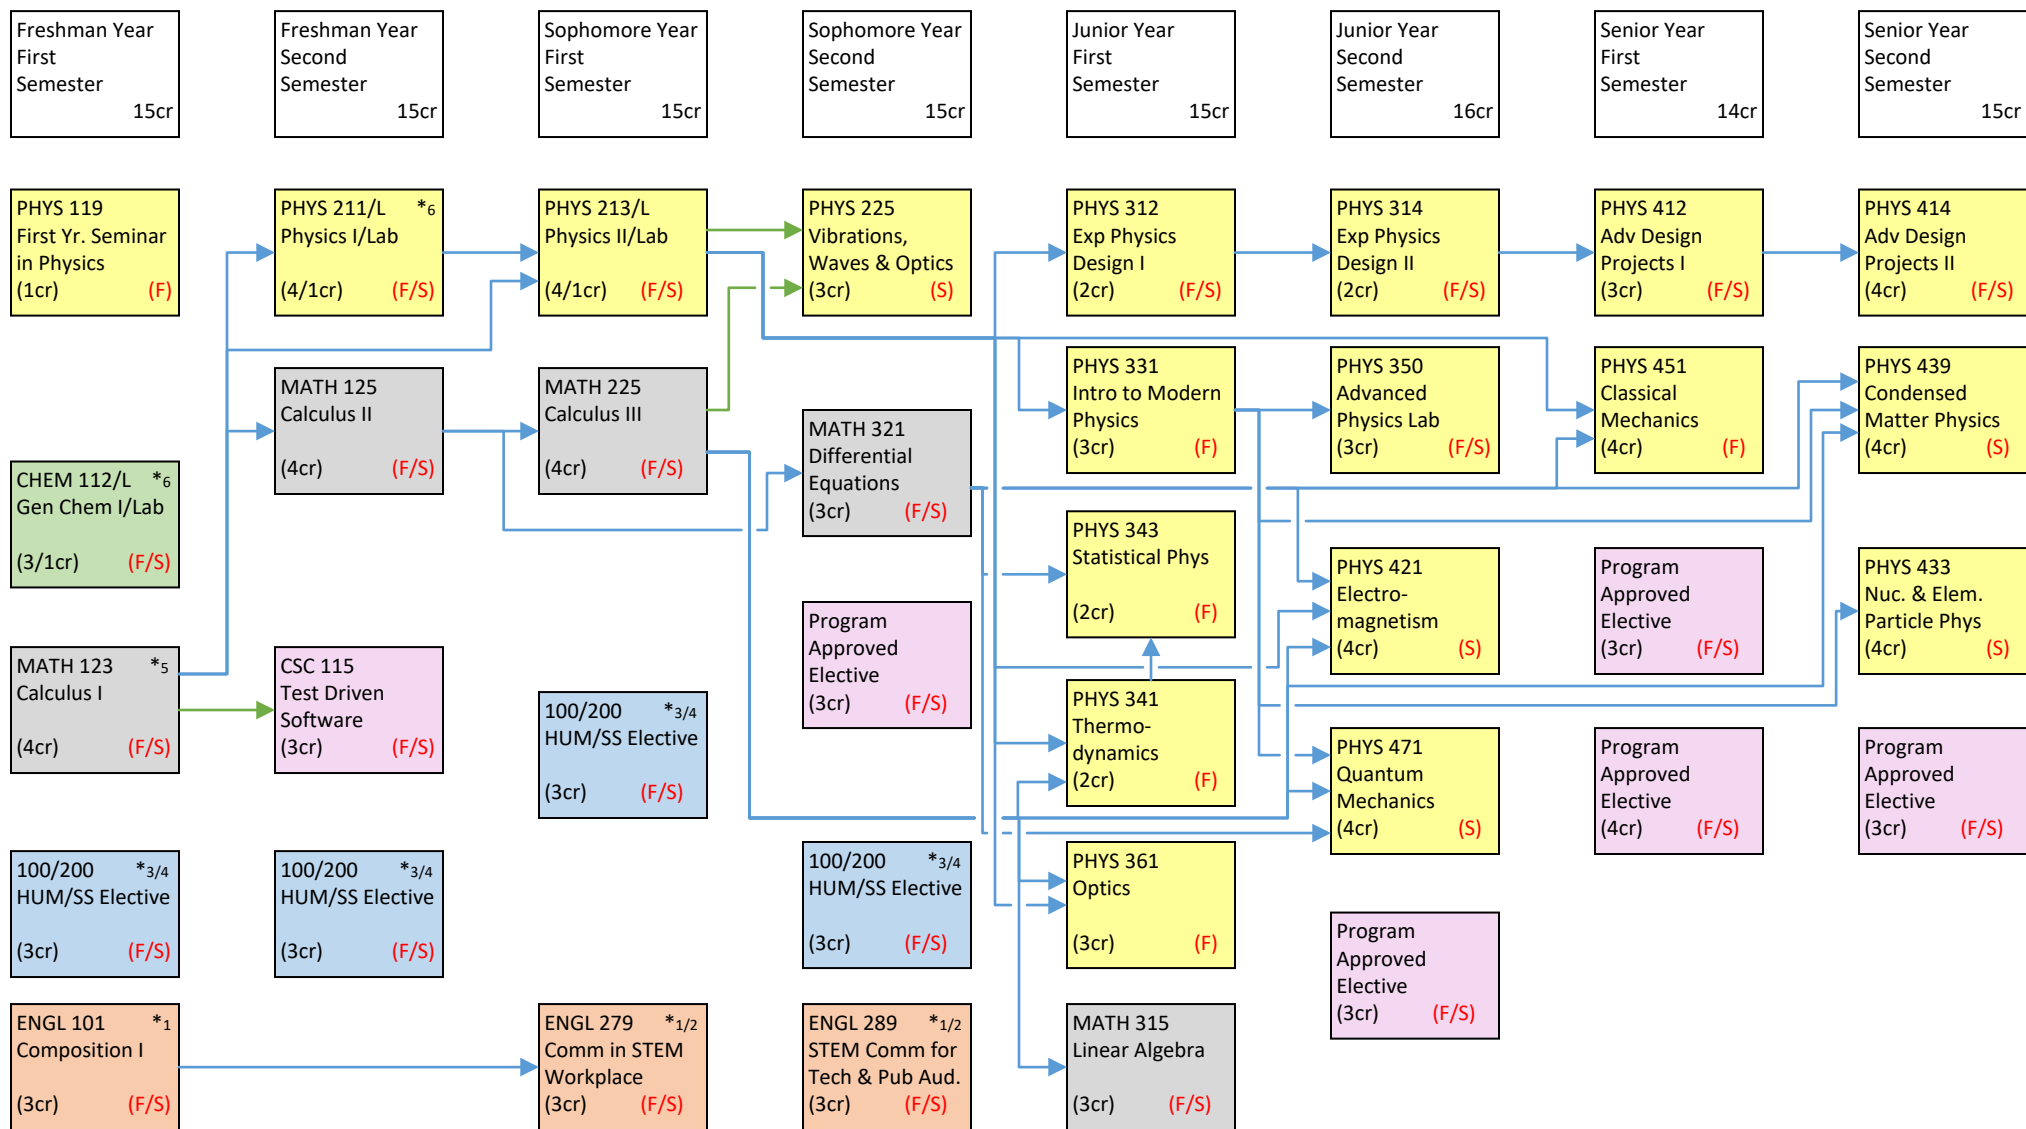 Freshman Year
First
Semester
15cr
Freshman Year
Second
Semester
15cr
Sophomore Year
First
Semester
15cr
Sophomore Year
Second
Semester
15cr
Junior Year
First
Semester
15cr
Junior Year
Second
Semester
16cr
Senior Year
First
Semester
14cr
Senior Year
Second
Semester
15cr
PHYS 119
First Yr. Seminar
in Physics
(1cr) (F)
CHEM 112/L *6
Gen Chem I/Lab
(3/1cr) (F/S)
MATH 123 *5
Calculus I
(4cr) (F/S)
100/200 *3/4
HUM/SS Elective
(3cr) (F/S)
ENGL 101 *1
Composition I
(3cr) (F/S)
PHYS 211/L *6
Physics I/Lab
(4/1cr) (F/S)
MATH 125
Calculus II
(4cr) (F/S)
CSC 115
Test Driven
Software
(3cr) (F/S)
100/200 *3/4
HUM/SS Elective
(3cr) (F/S)
PHYS 213/L
Physics II/Lab
(4/1cr) (F/S)
MATH 225
Calculus III
(4cr) (F/S)
100/200 *3/4
HUM/SS Elective
(3cr) (F/S)
ENGL 279 *1/2
Comm in STEM
Workplace
(3cr) (F/S)
PHYS 225
Vibrations,
Waves & Optics
(3cr) (S)
MATH 321
Differential
Equations
(3cr) (F/S)
Program
Approved
Elective
(3cr) (F/S)
100/200 *3/4
HUM/SS Elective
(3cr) (F/S)
ENGL 289 *1/2
STEM Comm for
Tech & Pub Aud.
(3cr) (F/S)
PHYS 312
Exp Physics
Design I
(2cr) (F/S)
PHYS 331
Intro to Modern
Physics
(3cr) (F)
PHYS 343
Statistical Phys
(2cr) (F)
PHYS 341
Thermo-
dynamics
(2cr) (F)
PHYS 361
Optics
(3cr) (F)
MATH 315
Linear Algebra
(3cr) (F/S)
PHYS 314
Exp Physics
Design II
(2cr) (F/S)
PHYS 350
Advanced
Physics Lab
(3cr) (F/S)
PHYS 421
Electro-
magnetism
(4cr) (S)
PHYS 471
Quantum
Mechanics
(4cr) (S)
Program
Approved
Elective
(3cr) (F/S)
PHYS 412
Adv Design
Projects I
(3cr) (F/S)
PHYS 451
Classical
Mechanics
(4cr) (F)
Program
Approved
Elective
(3cr) (F/S)
Program
Approved
Elective
(4cr) (F/S)
PHYS 414
Adv Design
Projects II
(4cr) (F/S)
PHYS 439
Condensed
Matter Physics
(4cr) (S)
PHYS 433
Nuc. & Elem.
Particle Phys
(4cr) (S)
Program
Approved
Elective
(3cr) (F/S)